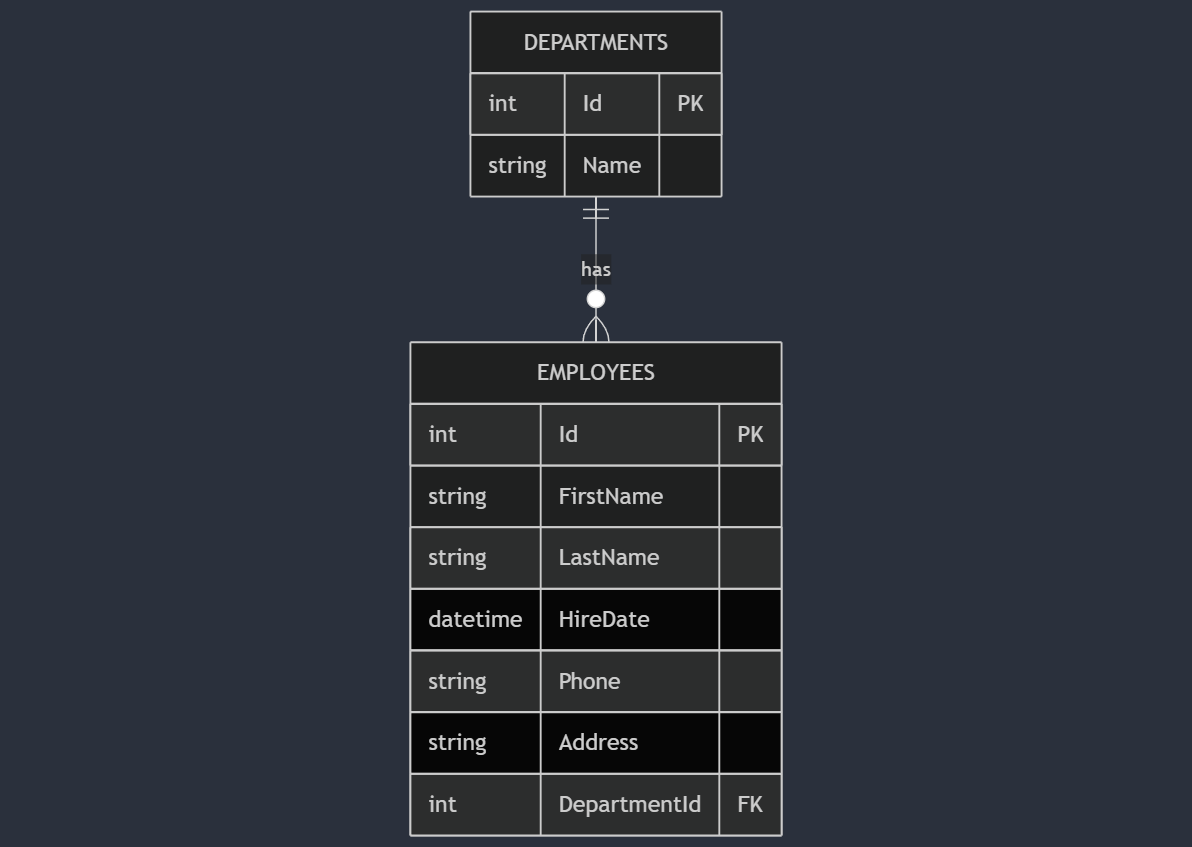 DEPARTMENTS
int Id PK
string Name
has
EMPLOYEES
int Id PK
string FirstName
string LastName
datetime HireDate
string Phone
string Address
int DepartmentId FK